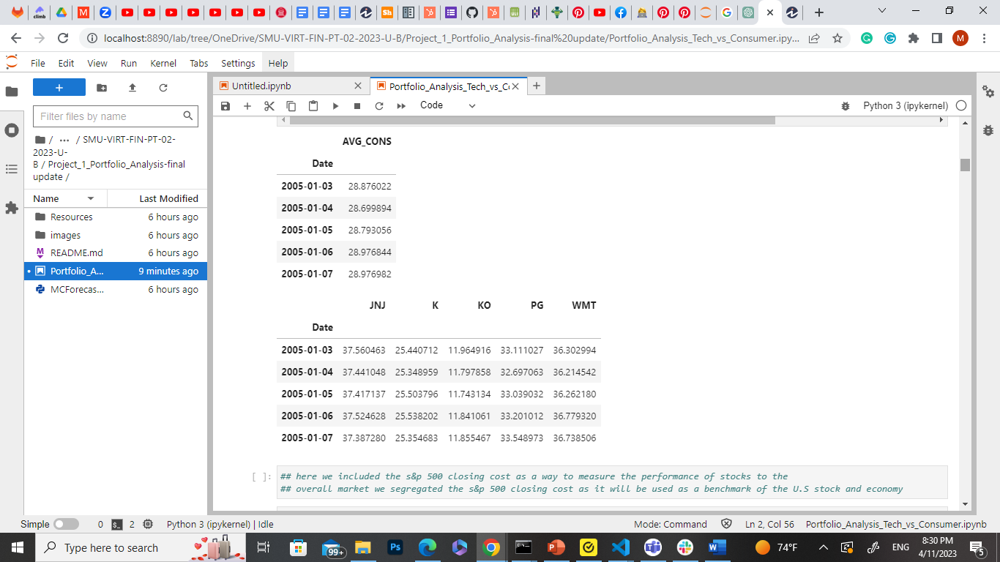 localhost:8890/lab/tree/OneDrive/SMU-VIRT-FIN-PT-02-2023-U-B/Project_1_Portfolio_Analysis-final%20update/Portfolio_Analysis_Tech_vs_Consumer.ipy...
M
File Edit View Run Kernel Tabs Settings Help
Untitled.ipynb
Portfolio_Analysis_Tech_vs_C
Code
Python 3 (ipykernel)
Filter files by name
/ ... / SMU-VIRT-FIN-PT-02-
2023-U-
B / Project_1_Portfolio_Analysis-final
update /
Name Last Modified
Resources 6 hours ago
images 6 hours ago
README.md 6 hours ago
Portfolio_A... 9 minutes ago
MCForecas... 6 hours ago
AVG_CONS
Date
2005-01-03 28.876022
2005-01-04 28.699894
2005-01-05 28.793056
2005-01-06 28.976844
2005-01-07 28.976982
JNJ K KO PG WMT
Date
2005-01-03 37.560463 25.440712 11.964916 33.111027 36.302994
2005-01-04 37.441048 25.348959 11.797858 32.697063 36.214542
2005-01-05 37.417137 25.503796 11.743134 33.039032 36.262180
2005-01-06 37.524628 25.538202 11.841061 33.201012 36.779320
2005-01-07 37.387280 25.354683 11.855467 33.548973 36.738506
[ ]: ## here we included the s&p 500 closing cost as a way to measure the performance of stocks to the
## overall market we segregated the s&p 500 closing cost as it will be used as a benchmark of the U.S stock and economy
Simple 0 2 Python 3 (ipykernel) | Idle Mode: Command Ln 2, Col 56 Portfolio_Analysis_Tech_vs_Consumer.ipynb
Type here to search
99+
74°F
ENG
8:30 PM
4/11/2023
5